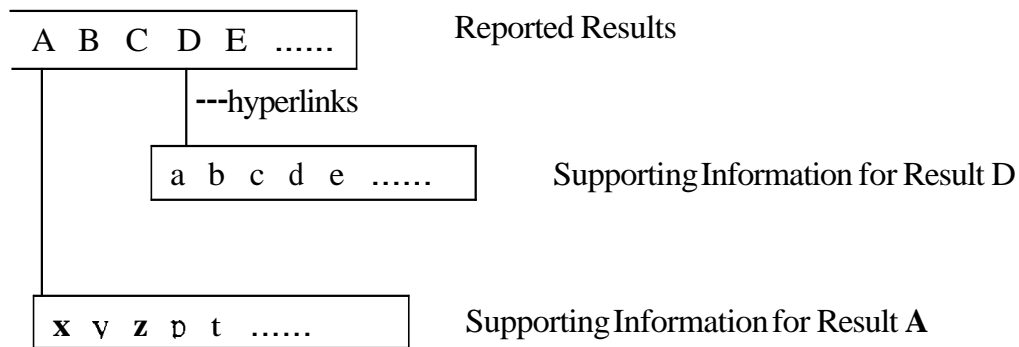 Reported Results
A B C D E ......
---hyperlinks
a b c d e ......
Supporting Information for Result D
x y z p t ......
Supporting Information for Result A